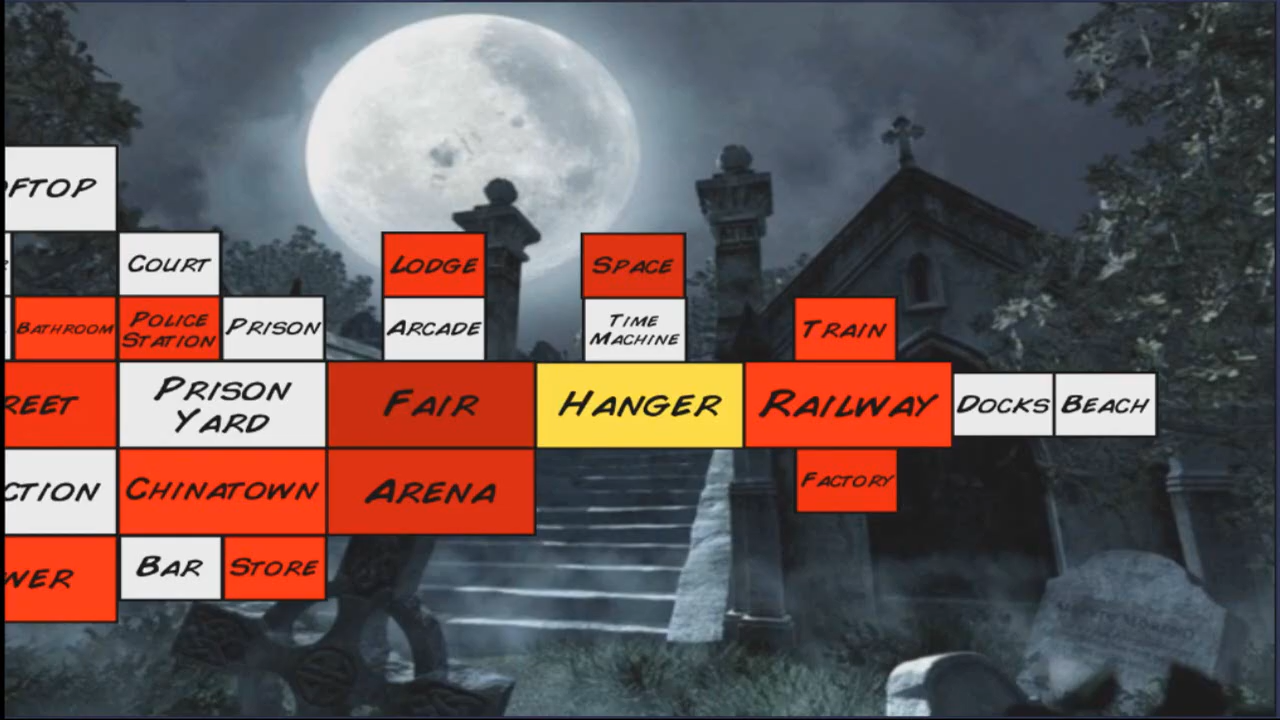 FTOP
COURT
LODGE
SPACE
BATHROOM
POLICE
STATION
PRISON
ARCADE
TIME
MACHINE
TRAIN
REET
PRISON
YARD
FAIR
HANGER
RAILWAY
DOCKS
BEACH
CTION
CHINATOWN
ARENA
FACTORY
WER
BAR
STORE